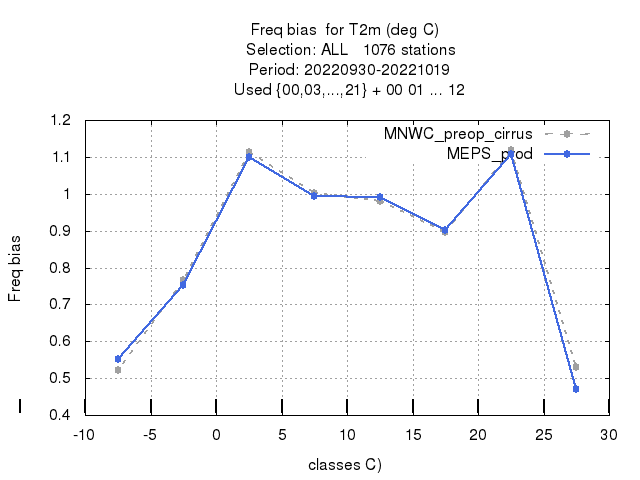 Freq bias  for T2m (deg C)
Selection: ALL   1076 stations
Period: 20220930-20221019
Used {00,03,...,21} + 00 01 ... 12
MNWC_preop_cirrus
MEPS_prod
1.2
1.1
1
0.9
0.8
0.7
0.6
0.5
0.4
Freq bias
-10
-5
0
5
10
15
20
25
30
classes C)